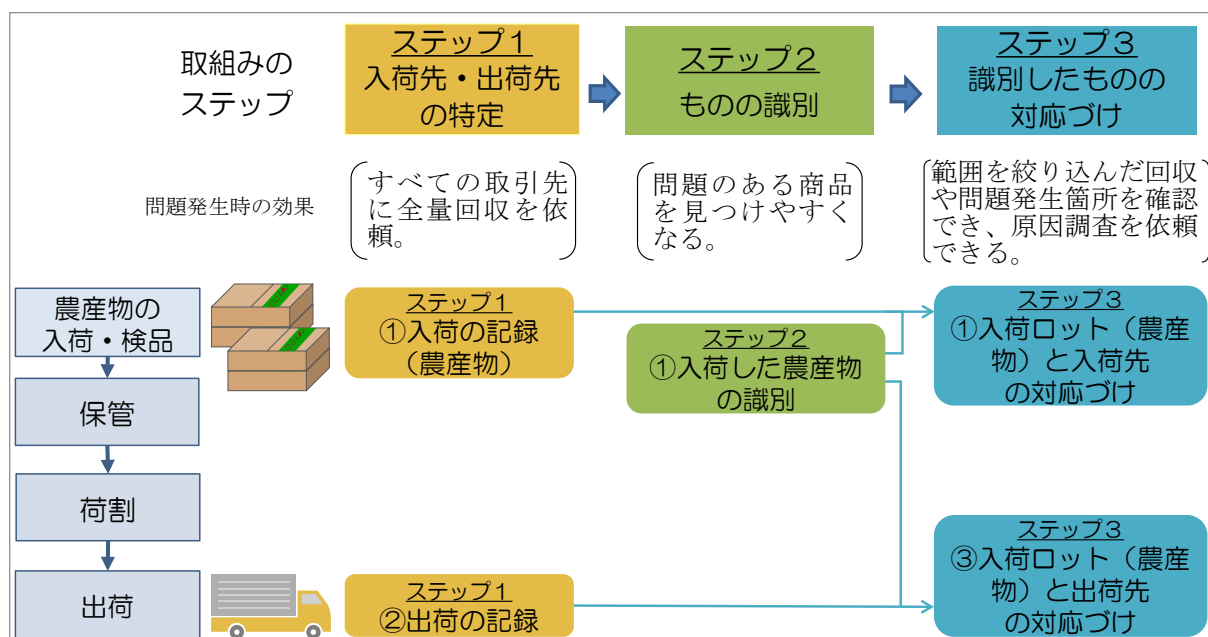 取組みの
ステップ
ステップ１
入荷先・出荷先
の特定
ステップ２
ものの識別
ステップ３
識別したものの
対応づけ
問題発生時の効果
すべての取引先
に全量回収を依
頼。
問題のある商品
を見つけやすく
なる。
範囲を絞り込んだ回収
や問題発生箇所を確認
でき、原因調査を依頼
できる。
農産物の
入荷・検品
保管
荷割
出荷
ステップ１
①入荷の記録
（農産物）
ステップ２
①入荷した農産物
の識別
ステップ３
①入荷ロット（農産
物）と入荷先
の対応づけ
ステップ１
②出荷の記録
ステップ３
③入荷ロット（農産
物）と出荷先
の対応づけ